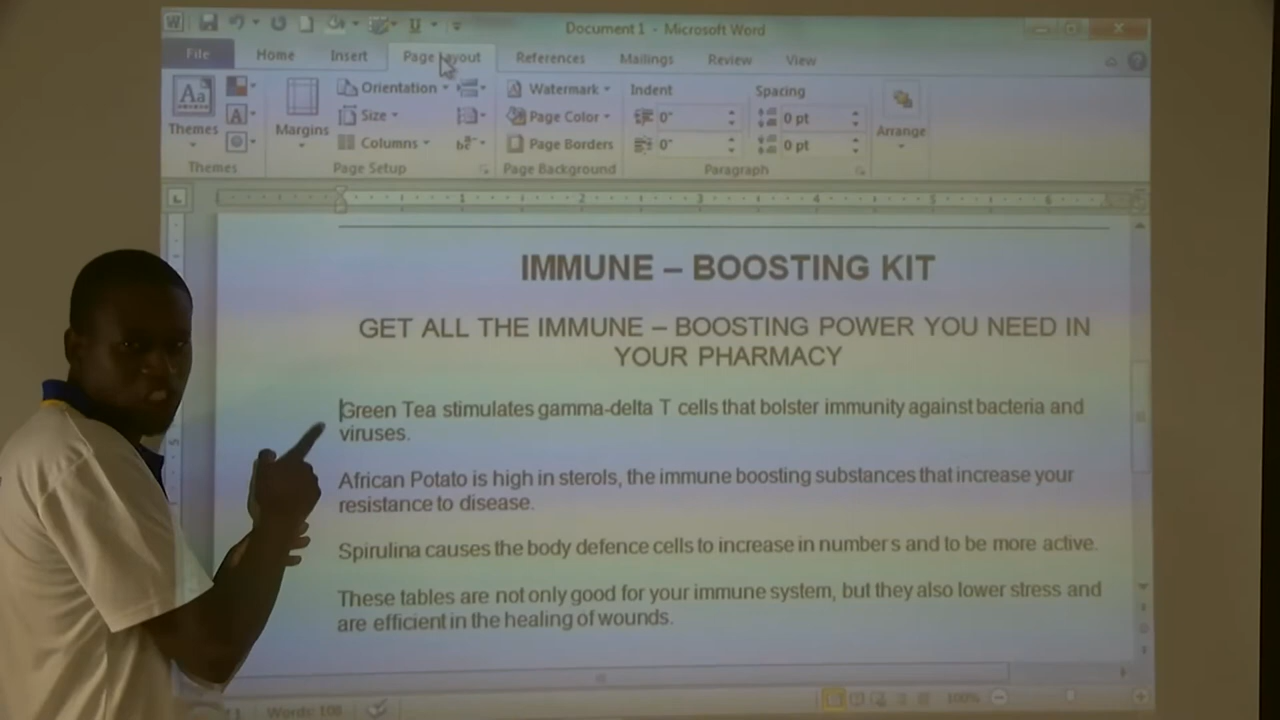 Document1 - Microsoft Word
File Home Insert Page Layout References Mailings Review View
Orientation Watermark Indent Spacing
Size Page Color 0" 0 pt
Themes Margins Columns Page Borders 0" 0 pt Arrange
Themes Page Setup Page Background Paragraph
1 2 3 4 5 6
IMMUNE – BOOSTING KIT
GET ALL THE IMMUNE – BOOSTING POWER YOU NEED IN
YOUR PHARMACY
Green Tea stimulates gamma-delta T cells that bolster immunity against bacteria and
viruses.
African Potato is high in sterols, the immune boosting substances that increase your
resistance to disease.
Spirulina causes the body defence cells to increase in number s and to be more active.
These tables are not only good for your immune system, but they also lower stress and
are efficient in the healing of wounds.
Words: 108 100%